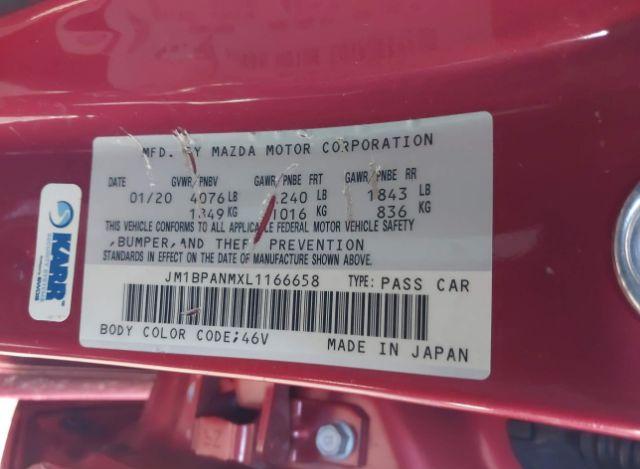 MFD. BY MAZDA MOTOR CORPORATION
GVWR/PNBV GAWR/PNBE FRT GAWR/PNBE RR
01/20 4076 LB 240 LB 1843 LB
1849 KG 1016 KG 836 KG
THIS VEHICLE CONFORMS TO ALL APPLICABLE FEDERAL MOTOR VEHICLE SAFETY
,BUMPER,AND THEFT PREVENTION
STANDARDS IN EFFECT ON THE DATE OF MANUFACTURE SHOWN ABOVE.
JM1BPANMXL1166658 TYPE: PASS CAR
BODY COLOR CODE;46V
MADE IN JAPAN
KARR